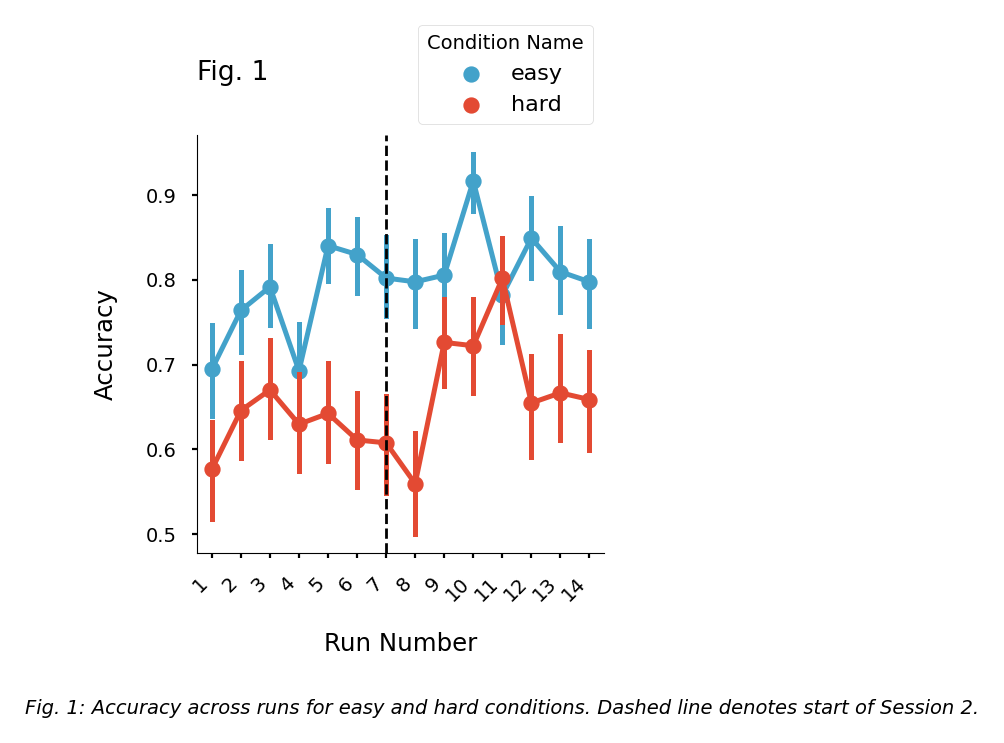 Fig. 1
Condition Name
easy
hard
Accuracy
0.9
0.8
0.7
0.6
0.5
1 2 3 4 5 6 7 8 9 10 11 12 13 14
Run Number
Fig. 1: Accuracy across runs for easy and hard conditions. Dashed line denotes start of Session 2.